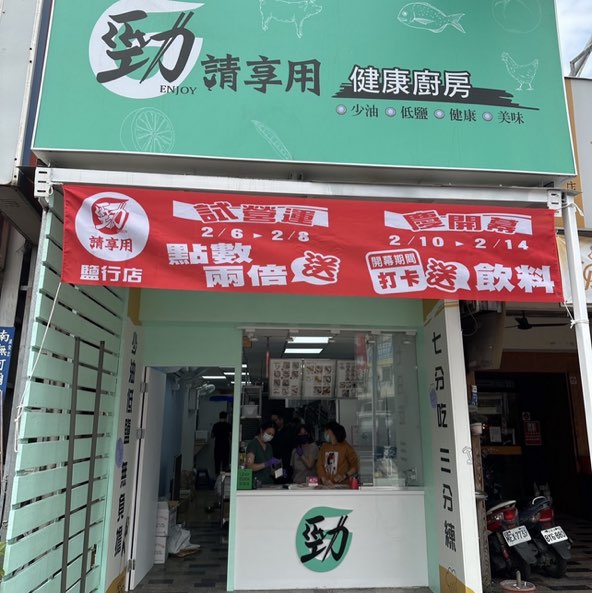 勁
ENJOY
請享用
健康廚房
少油 低鹽 健康 美味
勁
請享用
鹽行店
試營運
2/6 ▶ 2/8
點數
兩倍送
慶開幕
2/10 ▶ 2/14
開幕期間
打卡送飲料
七分吃 三分練
勁
南無阿